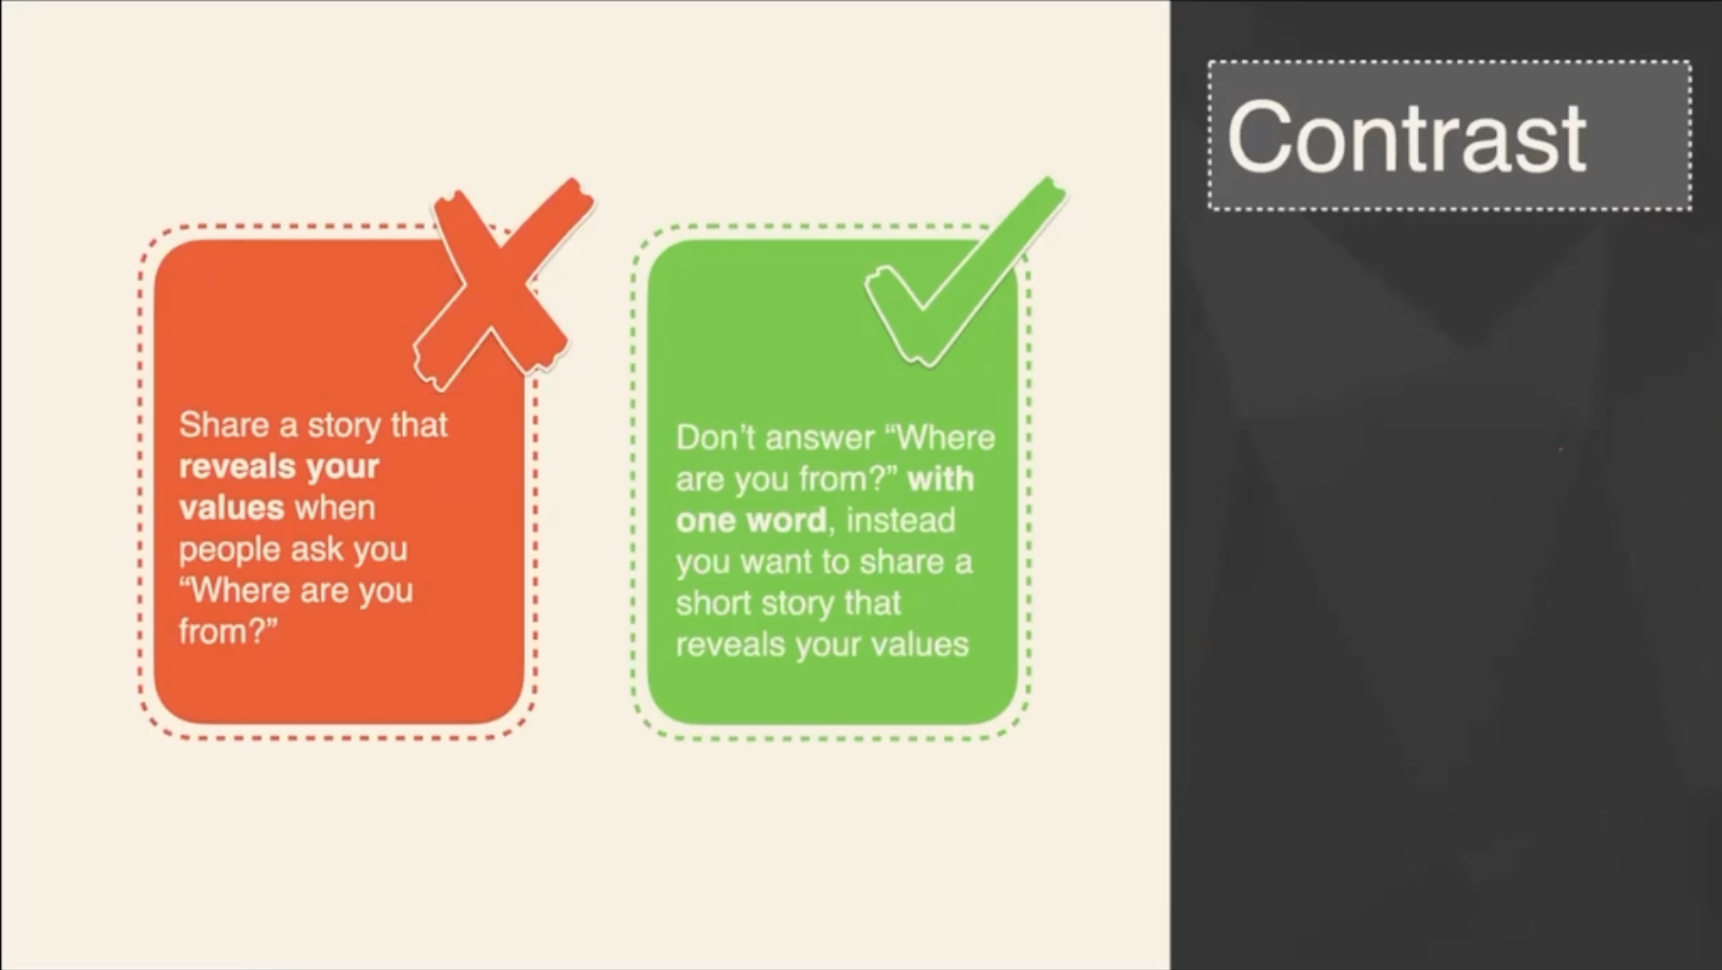 Contrast
Share a story that
reveals your
values when
people ask you
“Where are you
from?”
Don’t answer “Where
are you from?” with
one word, instead
you want to share a
short story that
reveals your values